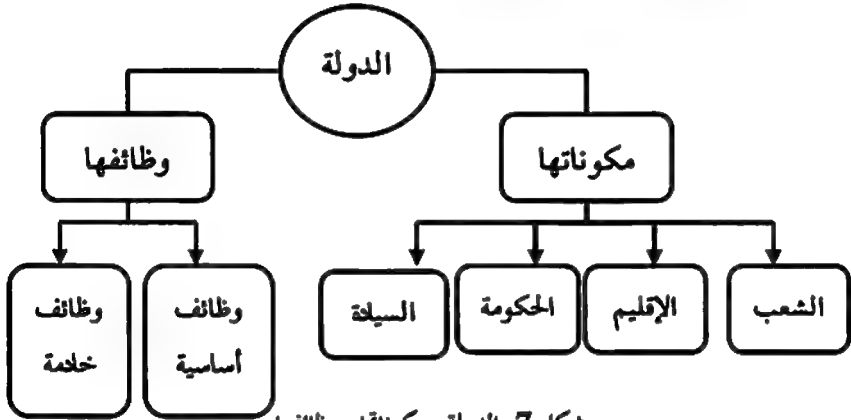 الدولة
مكوناتها
وظائفها
الشعب
الإقليم
الحكومة
السيادة
وظائف
أساسية
وظائف
خادمة